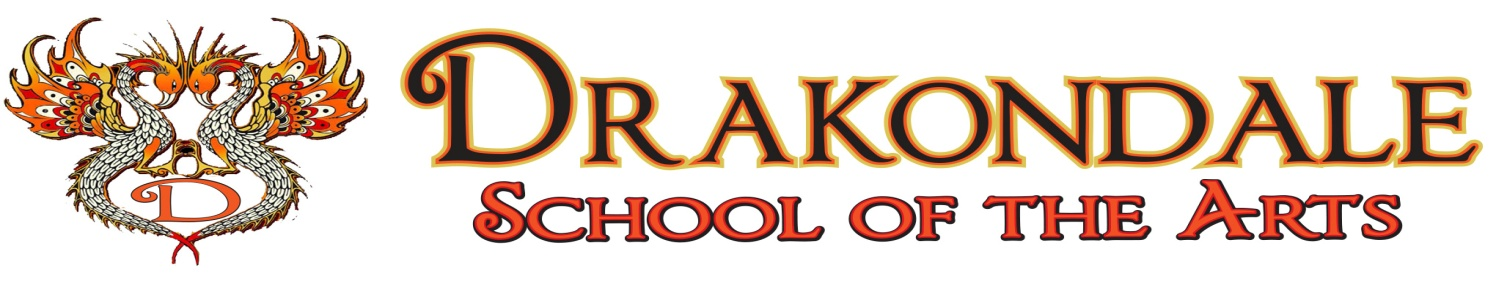 D
DRAKONDALE
SCHOOL OF THE ARTS